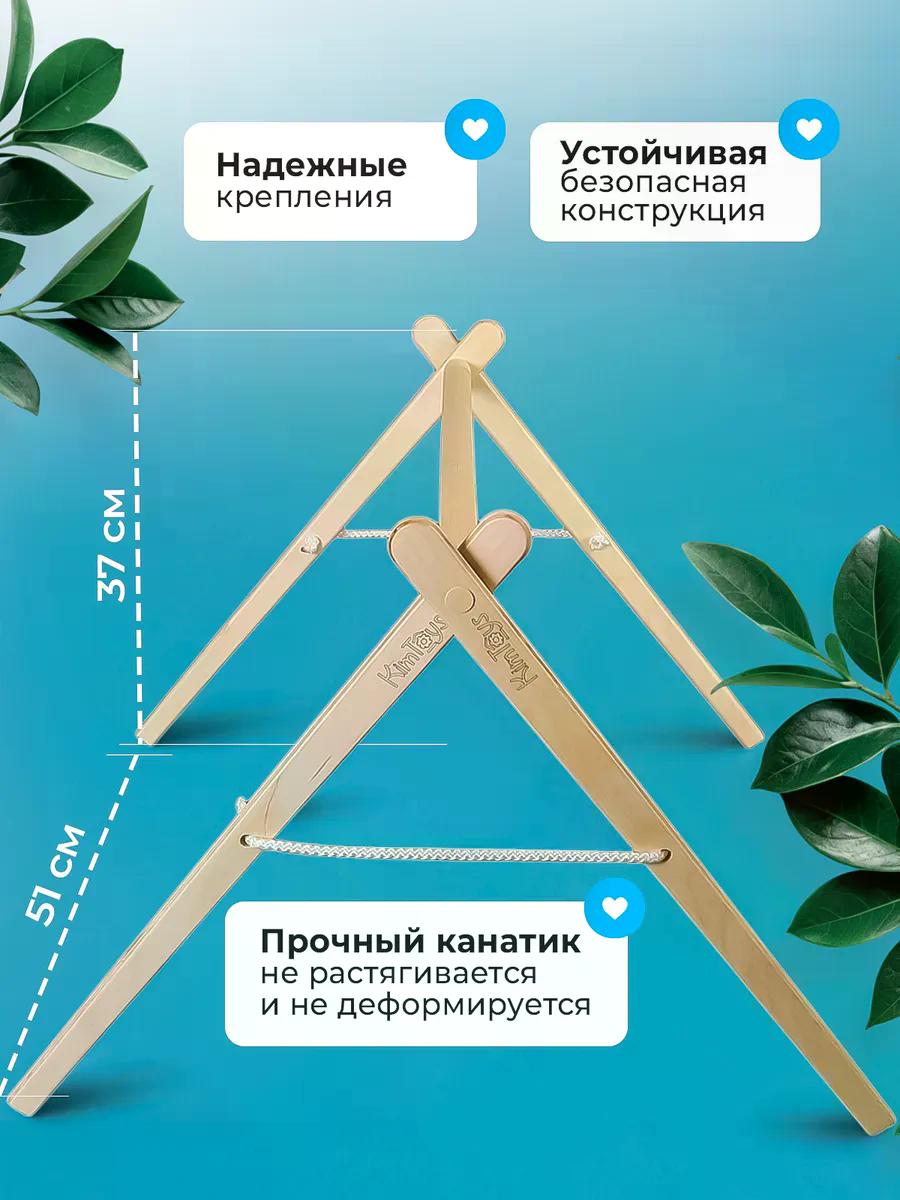 Надежные
крепления
Устойчивая
безопасная
конструкция
37 см
KimToys
KimToys
51 см
Прочный канатик
не растягивается
и не деформируется